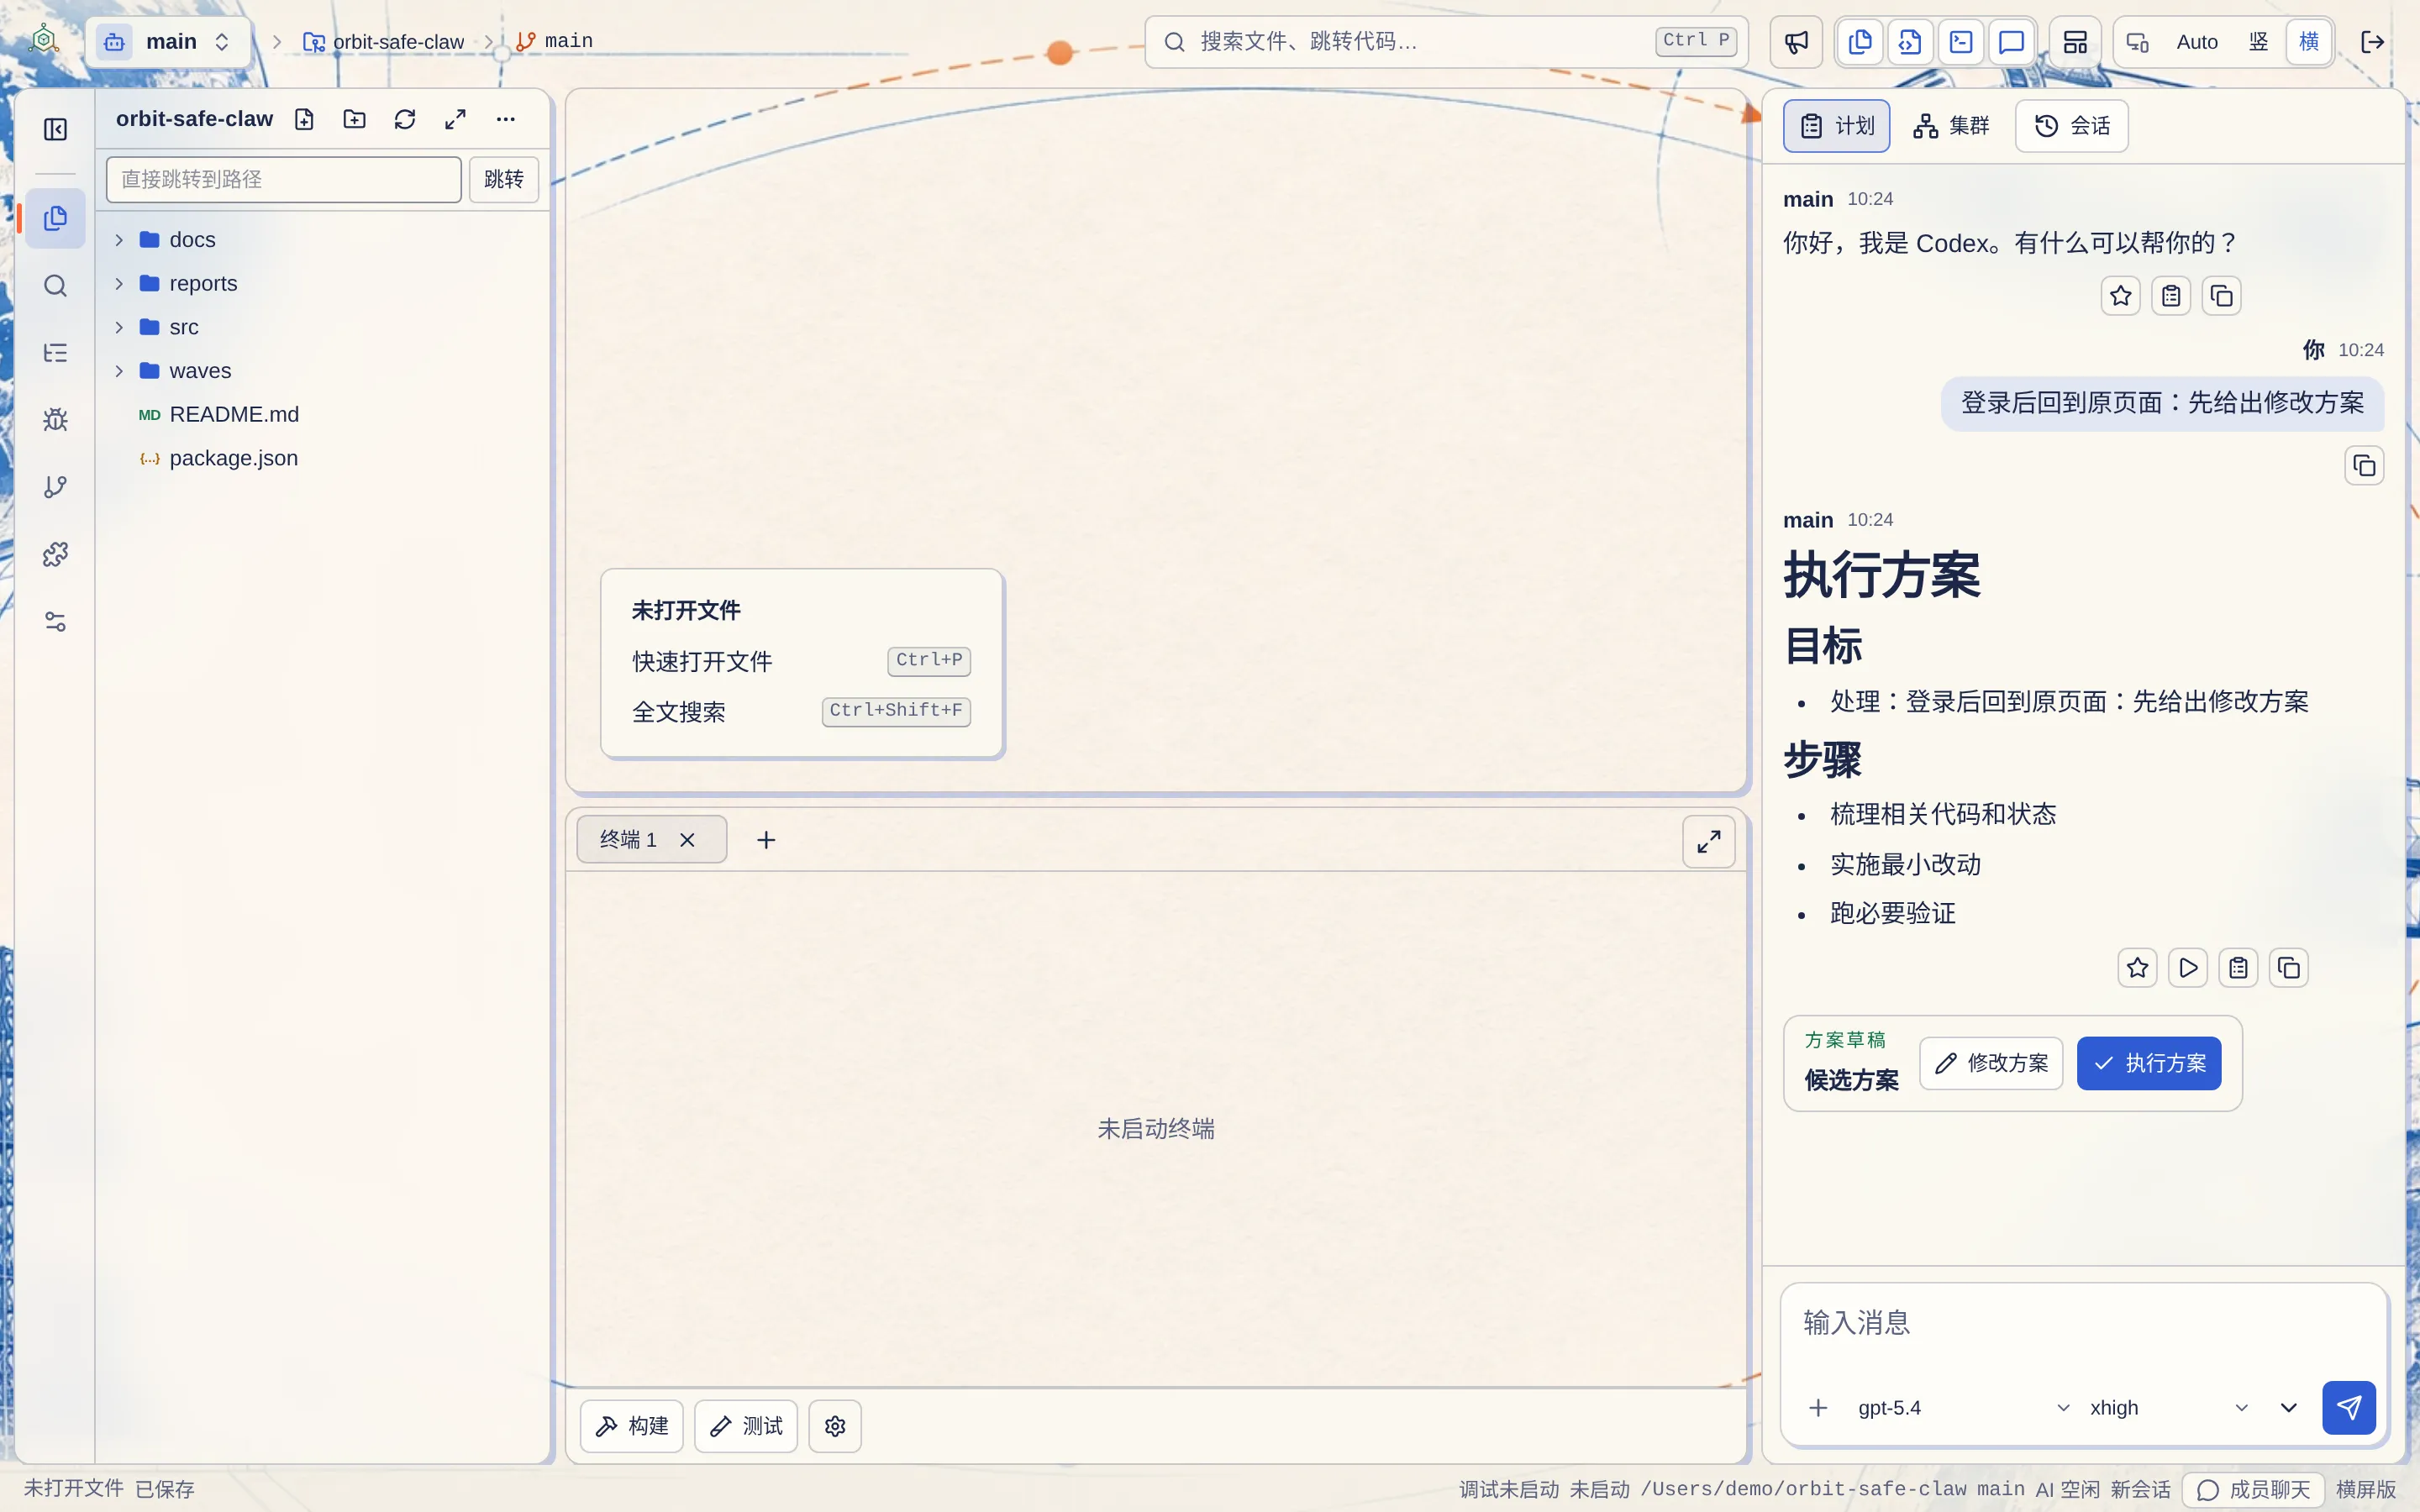 main
orbit-safe-claw
main
搜索文件、跳转代码... Ctrl P
Auto 竖 横
orbit-safe-claw
直接跳转到路径 跳转
docs
reports
src
waves
MD README.md
{...} package.json
未打开文件
快速打开文件 Ctrl+P
全文搜索 Ctrl+Shift+F
终端 1
未启动终端
构建 测试
计划 集群 会话
main 10:24
你好，我是 Codex。有什么可以帮你的？
你 10:24
登录后回到原页面：先给出修改方案
main 10:24
执行方案
目标
• 处理：登录后回到原页面：先给出修改方案
步骤
• 梳理相关代码和状态
• 实施最小改动
• 跑必要验证
方案草稿
候选方案
修改方案 执行方案
输入消息
gpt-5.4 xhigh
未打开文件 已保存
调试未启动 未启动 /Users/demo/orbit-safe-claw main AI 空闲 新会话 成员聊天 横屏版